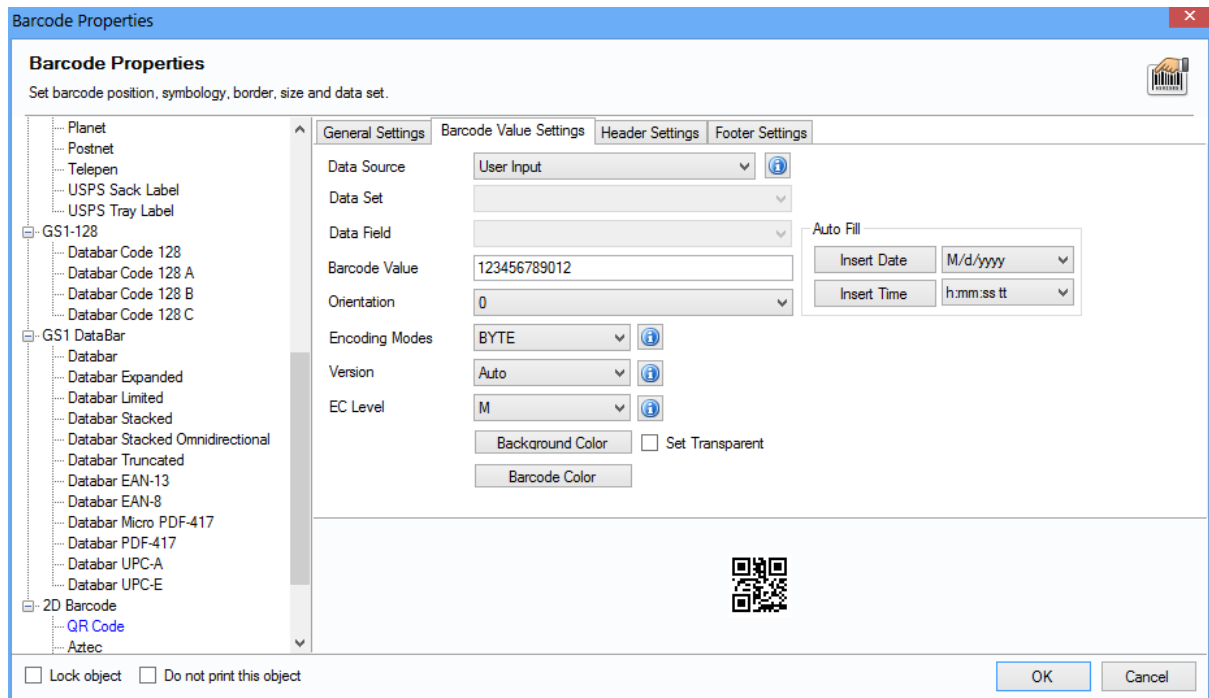 Barcode Properties
Barcode Properties
Set barcode position, symbology, border, size and data set.
Planet
Postnet
Telepen
USPS Sack Label
USPS Tray Label
GS1-128
Databar Code 128
Databar Code 128 A
Databar Code 128 B
Databar Code 128 C
GS1 DataBar
Databar
Databar Expanded
Databar Limited
Databar Stacked
Databar Stacked Omnidirectional
Databar Truncated
Databar EAN-13
Databar EAN-8
Databar Micro PDF-417
Databar PDF-417
Databar UPC-A
Databar UPC-E
2D Barcode
QR Code
Aztec
General Settings Barcode Value Settings Header Settings Footer Settings
Data Source User Input
Data Set
Data Field
Barcode Value 123456789012
Orientation 0
Encoding Modes BYTE
Version Auto
EC Level M
Background Color Set Transparent
Barcode Color
Auto Fill
Insert Date M/d/yyyy
Insert Time h:mm:ss tt
Lock object Do not print this object
OK Cancel